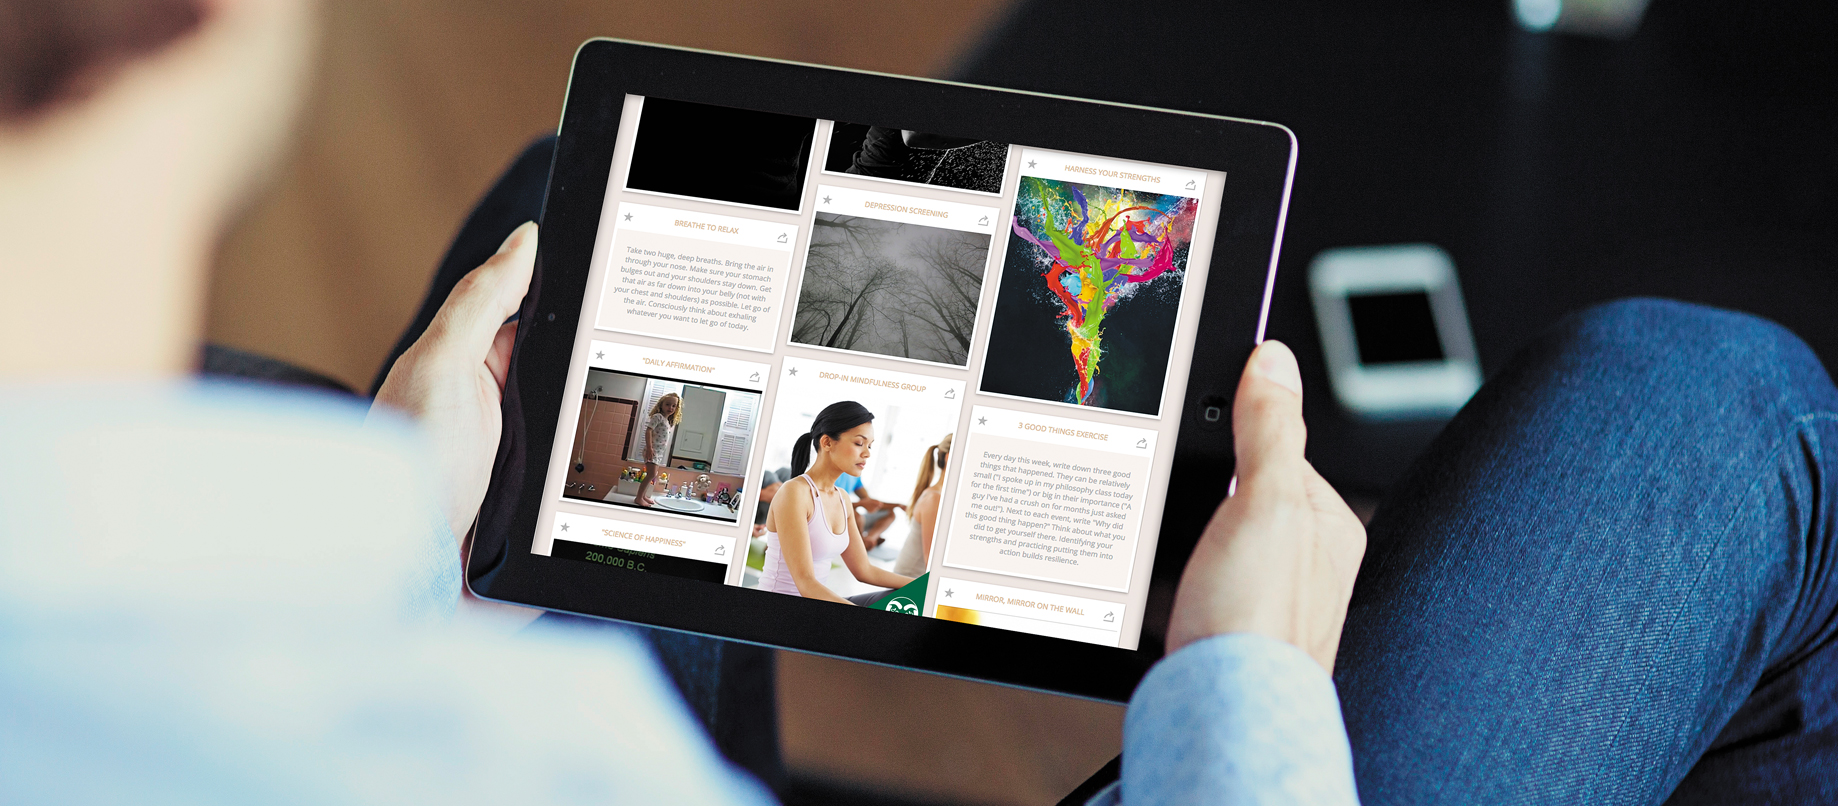 BREATHE TO RELAX
Take two huge, deep breaths. Bring the air in
through your nose. Make sure your stomach
bulges out and your shoulders stay down. Get
that air as far down into your belly (not with
your chest and shoulders) as possible. Let go of
the air. Consciously think about exhaling
whatever you want to let go of today.
"DAILY AFFIRMATION"
"SCIENCE OF HAPPINESS"
200,000 B.C.
DEPRESSION SCREENING
DROP-IN MINDFULNESS GROUP
HARNESS YOUR STRENGTHS
3 GOOD THINGS EXERCISE
Every day this week, write down three good
things that happened. They can be relatively
small ("I spoke up in my philosophy class today
for the first time") or big in their importance ("A
guy I've had a crush on for months just asked
me out!"). Next to each event, write "Why did
this good thing happen?" Think about what you
did to get yourself there. Identifying your
strengths and practicing putting them into
action builds resilience.
MIRROR, MIRROR ON THE WALL